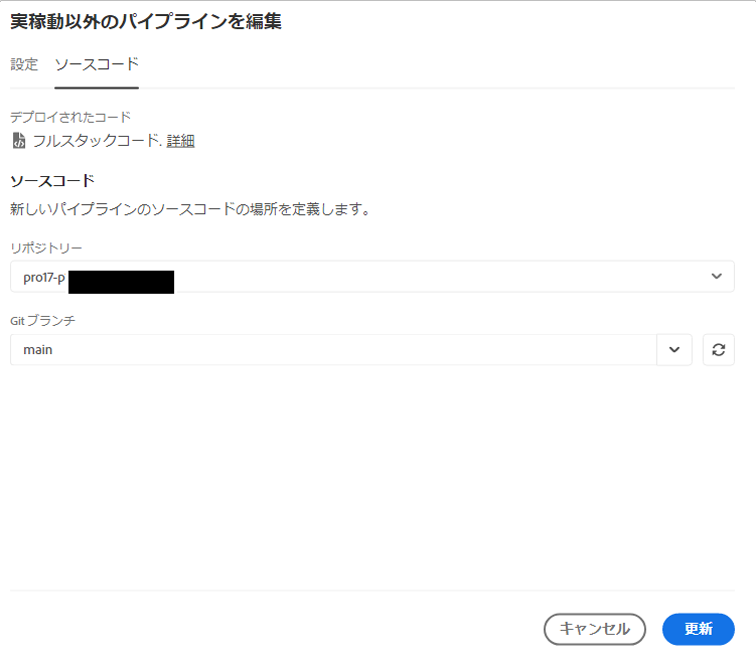 実稼動以外のパイプラインを編集
設定 ソースコード
デプロイされたコード
フルスタックコード. 詳細
ソースコード
新しいパイプラインのソースコードの場所を定義します。
リポジトリー
pro17-p
Git ブランチ
main
キャンセル 更新